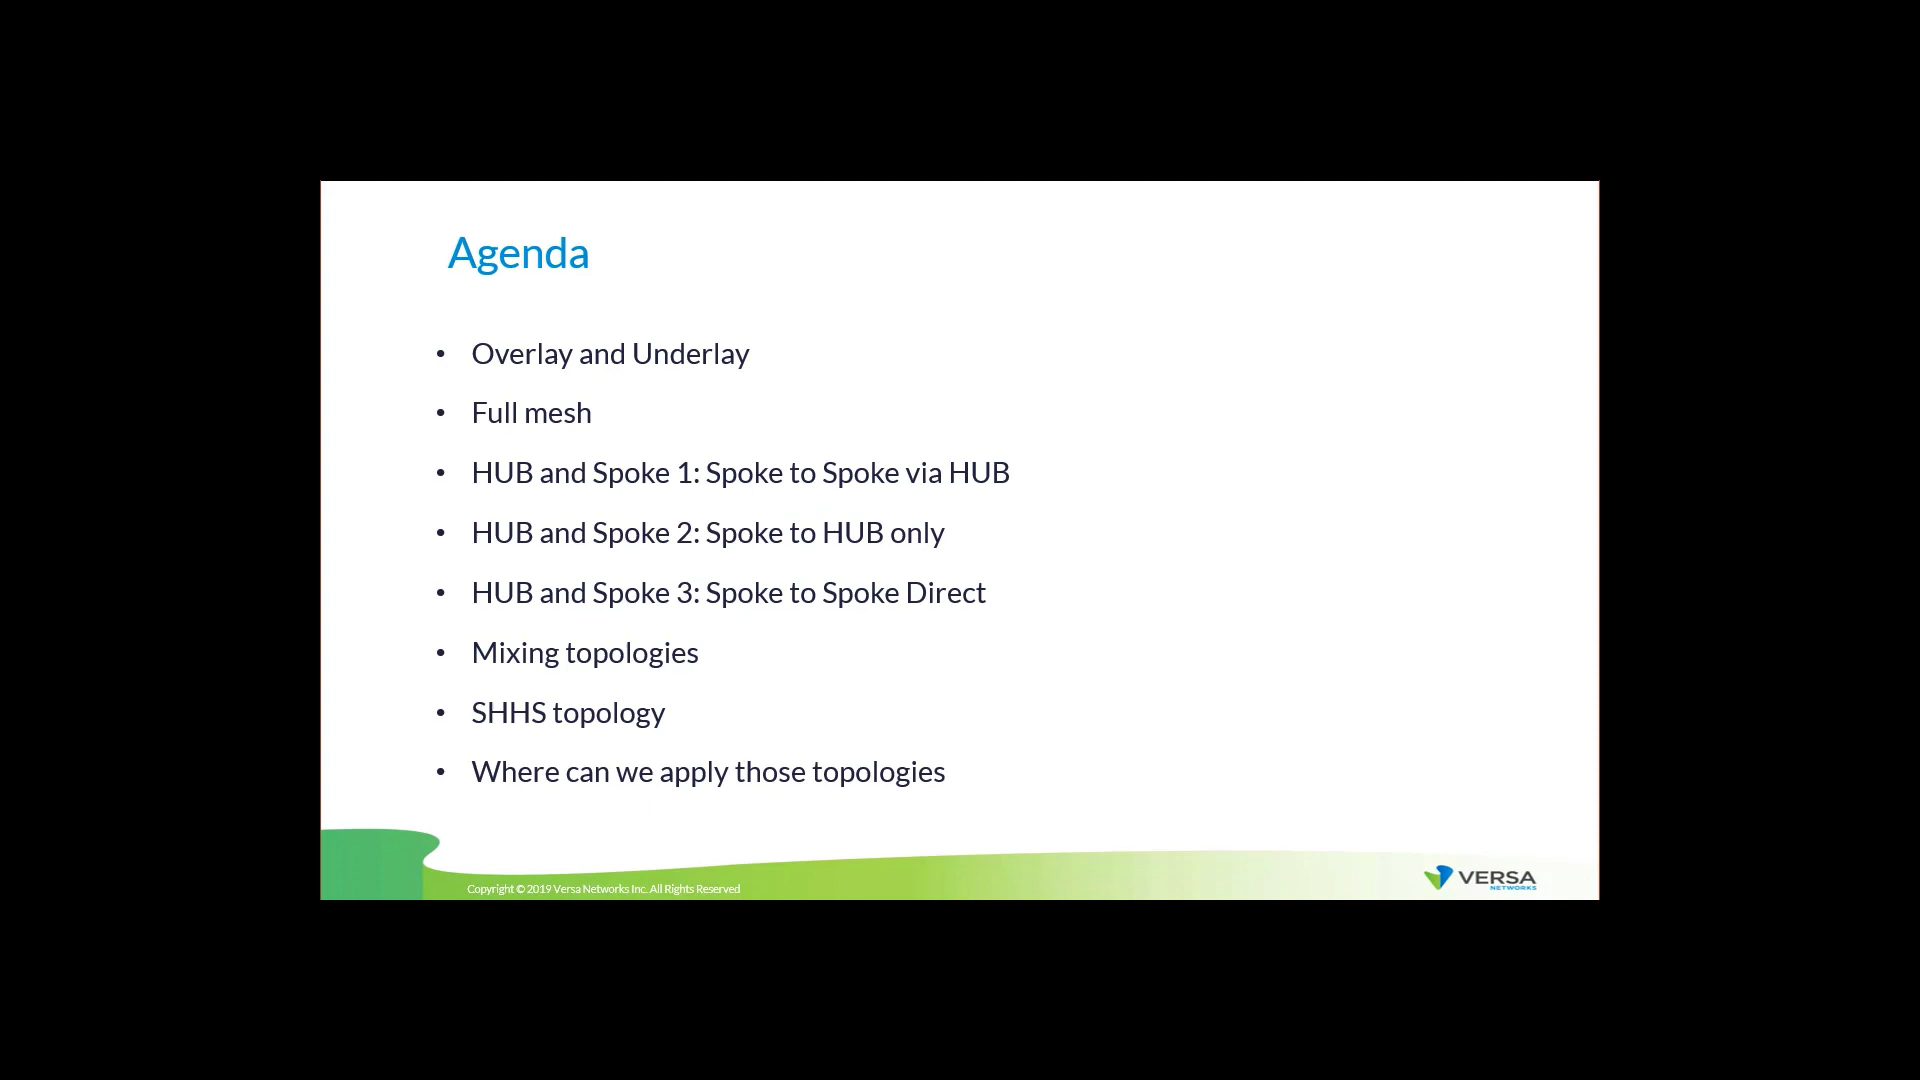 Agenda
• Overlay and Underlay
• Full mesh
• HUB and Spoke 1: Spoke to Spoke via HUB
• HUB and Spoke 2: Spoke to HUB only
• HUB and Spoke 3: Spoke to Spoke Direct
• Mixing topologies
• SHHS topology
• Where can we apply those topologies
Copyright © 2019 Versa Networks Inc. All Rights Reserved
VERSA
NETWORKS